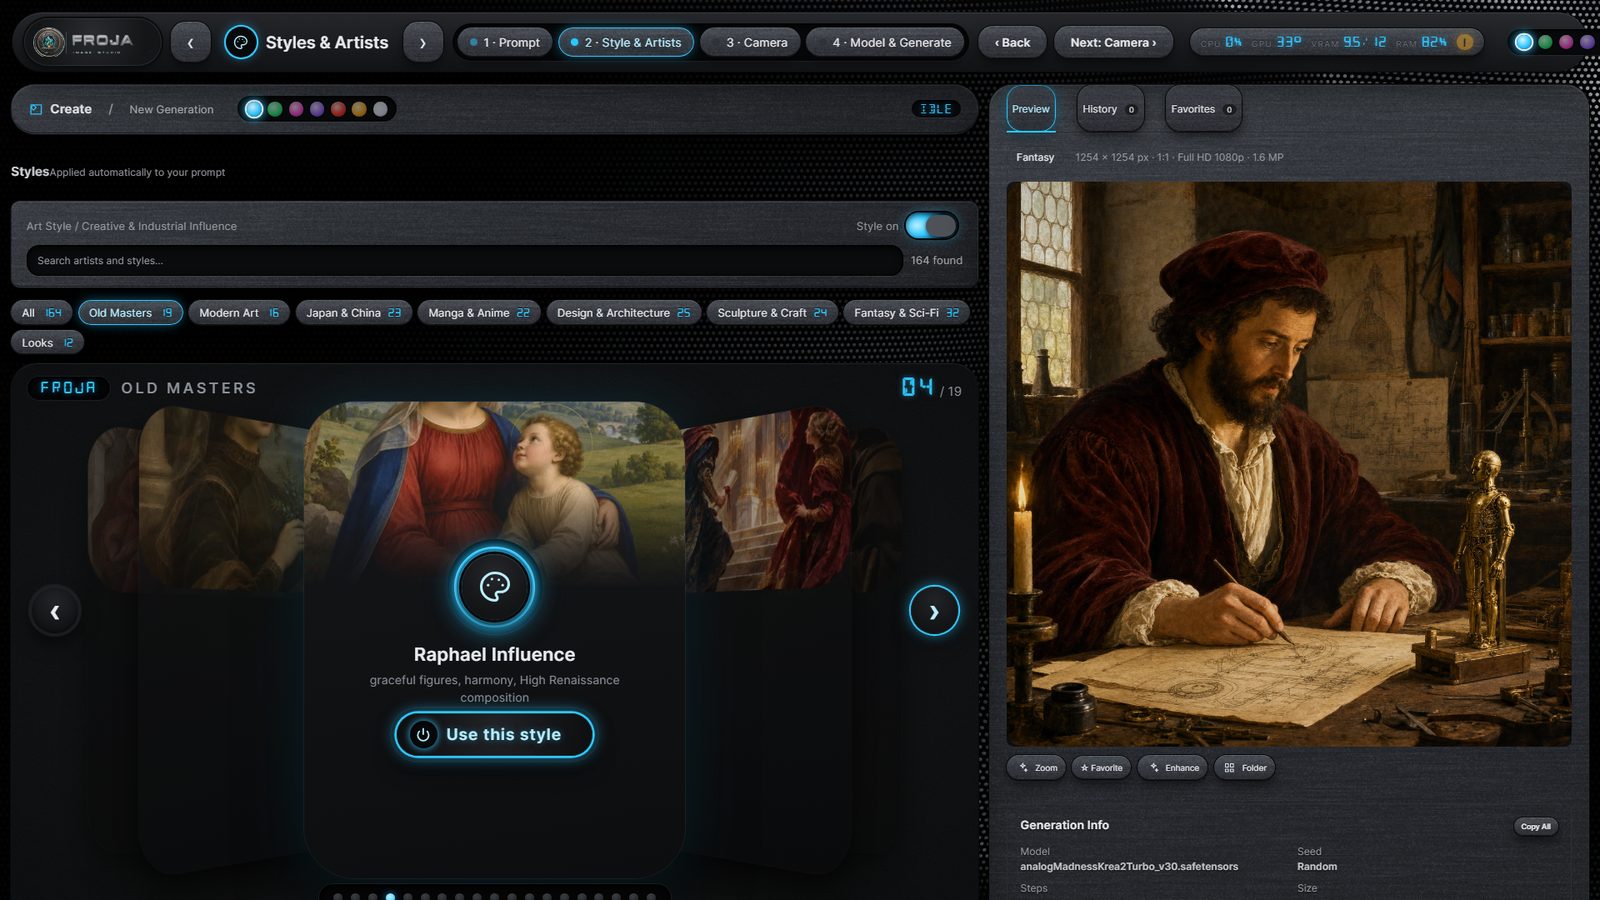 FROJA
IMAGE STUDIO
Styles & Artists
1 · Prompt
2 · Style & Artists
3 · Camera
4 · Model & Generate
‹ Back
Next: Camera ›
CPU 0% GPU 33° VRAM 9.5/ 12 RAM 82%
Create / New Generation
IDLE
Styles Applied automatically to your prompt
Art Style / Creative & Industrial Influence
Style on
Search artists and styles...
164 found
All 164
Old Masters 19
Modern Art 16
Japan & China 23
Manga & Anime 22
Design & Architecture 25
Sculpture & Craft 24
Fantasy & Sci-Fi 32
Looks 12
FROJA OLD MASTERS
04 / 19
Raphael Influence
graceful figures, harmony, High Renaissance
composition
Use this style
Preview
History 0
Favorites 0
Fantasy 1254 × 1254 px · 1:1 · Full HD 1080p · 1.6 MP
Zoom
☆ Favorite
Enhance
Folder
Generation Info
Copy All
Model
analogMadnessKrea2Turbo_v30.safetensors
Seed
Random
Steps
Size